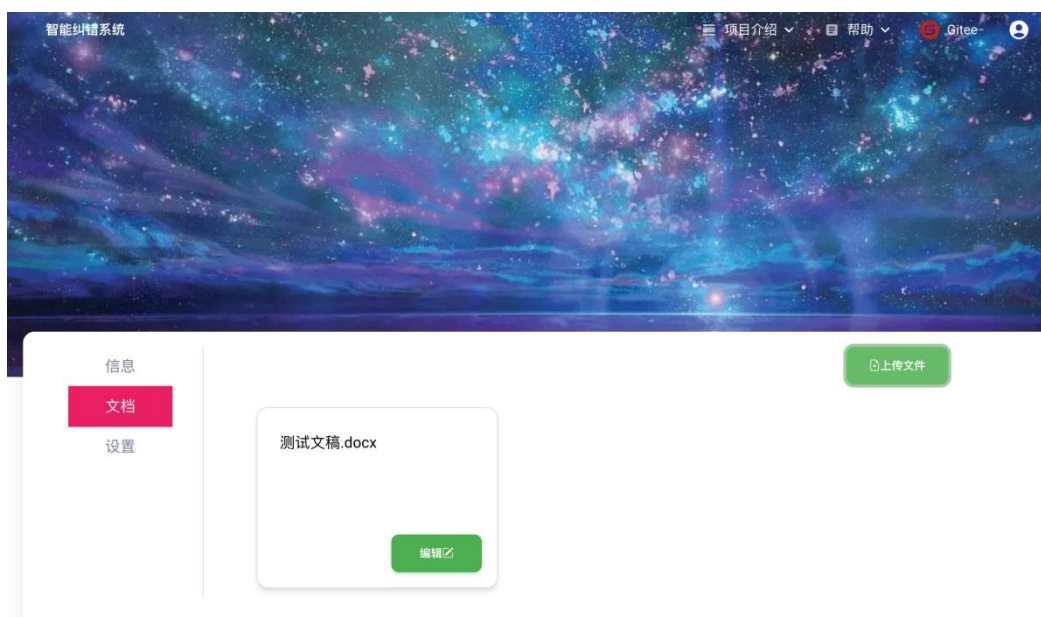 智能纠错系统
项目介绍
帮助
Gitee
信息
上传文件
文档
设置
测试文稿.docx
编辑